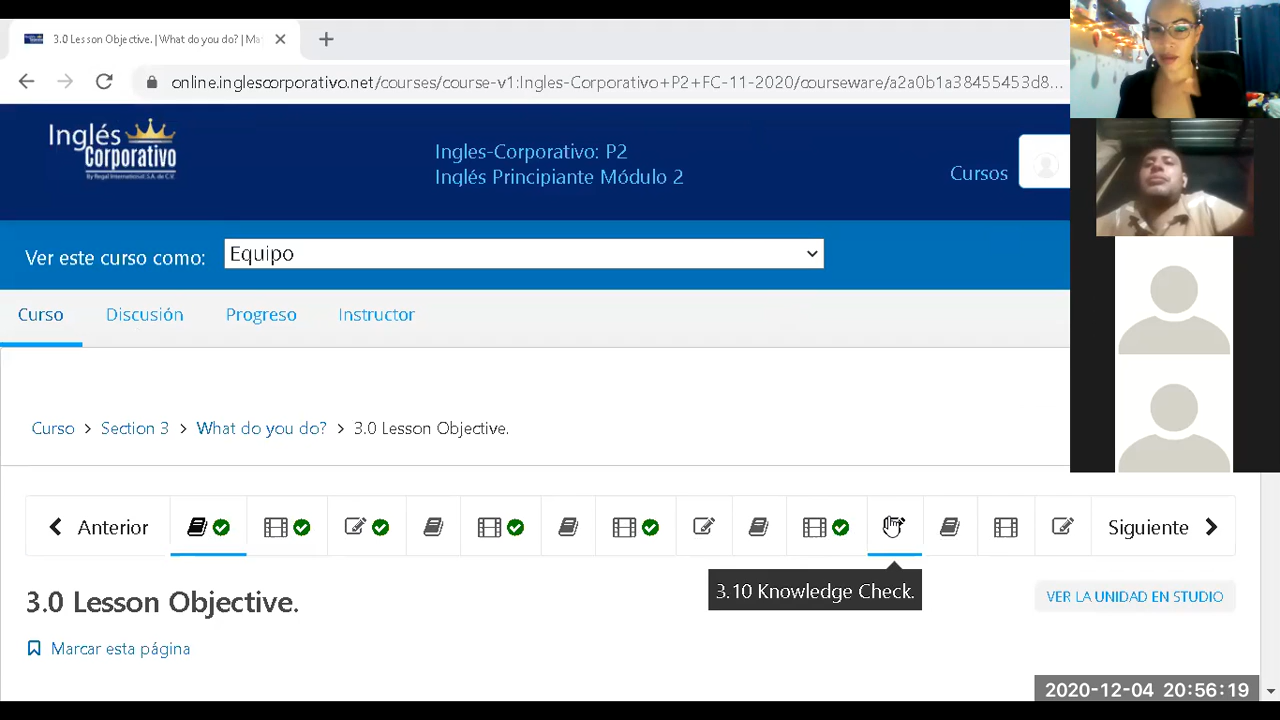 3.0 Lesson Objective. | What do you do? | Ma
online.inglescorporativo.net/courses/course-v1:Ingles-Corporativo+P2+FC-11-2020/courseware/a2a0b1a38455453d8...
Inglés
Corporativo
By Regal International S.A. de C.V.
Ingles-Corporativo: P2
Inglés Principiante Módulo 2
Cursos
Ver este curso como:
Equipo
Curso
Discusión
Progreso
Instructor
Curso > Section 3 > What do you do? > 3.0 Lesson Objective.
Anterior
Siguiente
3.10 Knowledge Check.
3.0 Lesson Objective.
VER LA UNIDAD EN STUDIO
Marcar esta página
2020-12-04 20:56:19